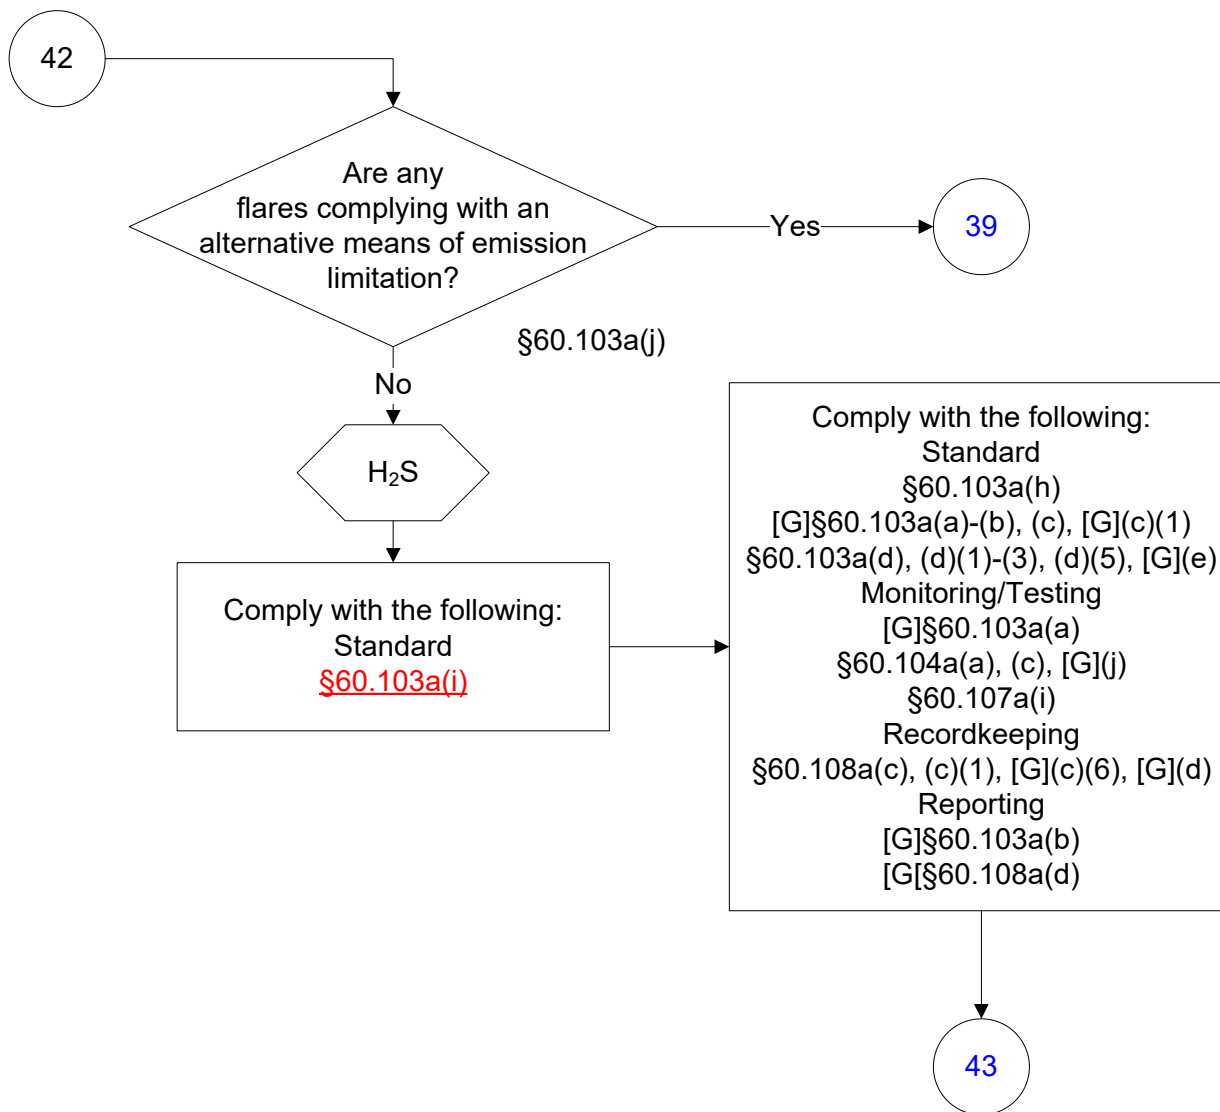 42
Are any
flares complying with an
alternative means of emission
limitation?
Yes
39
§60.103a(j)
No
H₂S
Comply with the following:
Standard
§60.103a(i)
Comply with the following:
Standard
§60.103a(h)
[G]§60.103a(a)-(b), (c), [G](c)(1)
§60.103a(d), (d)(1)-(3), (d)(5), [G](e)
Monitoring/Testing
[G]§60.103a(a)
§60.104a(a), (c), [G](j)
§60.107a(i)
Recordkeeping
§60.108a(c), (c)(1), [G](c)(6), [G](d)
Reporting
[G]§60.103a(b)
[G[§60.108a(d)
43